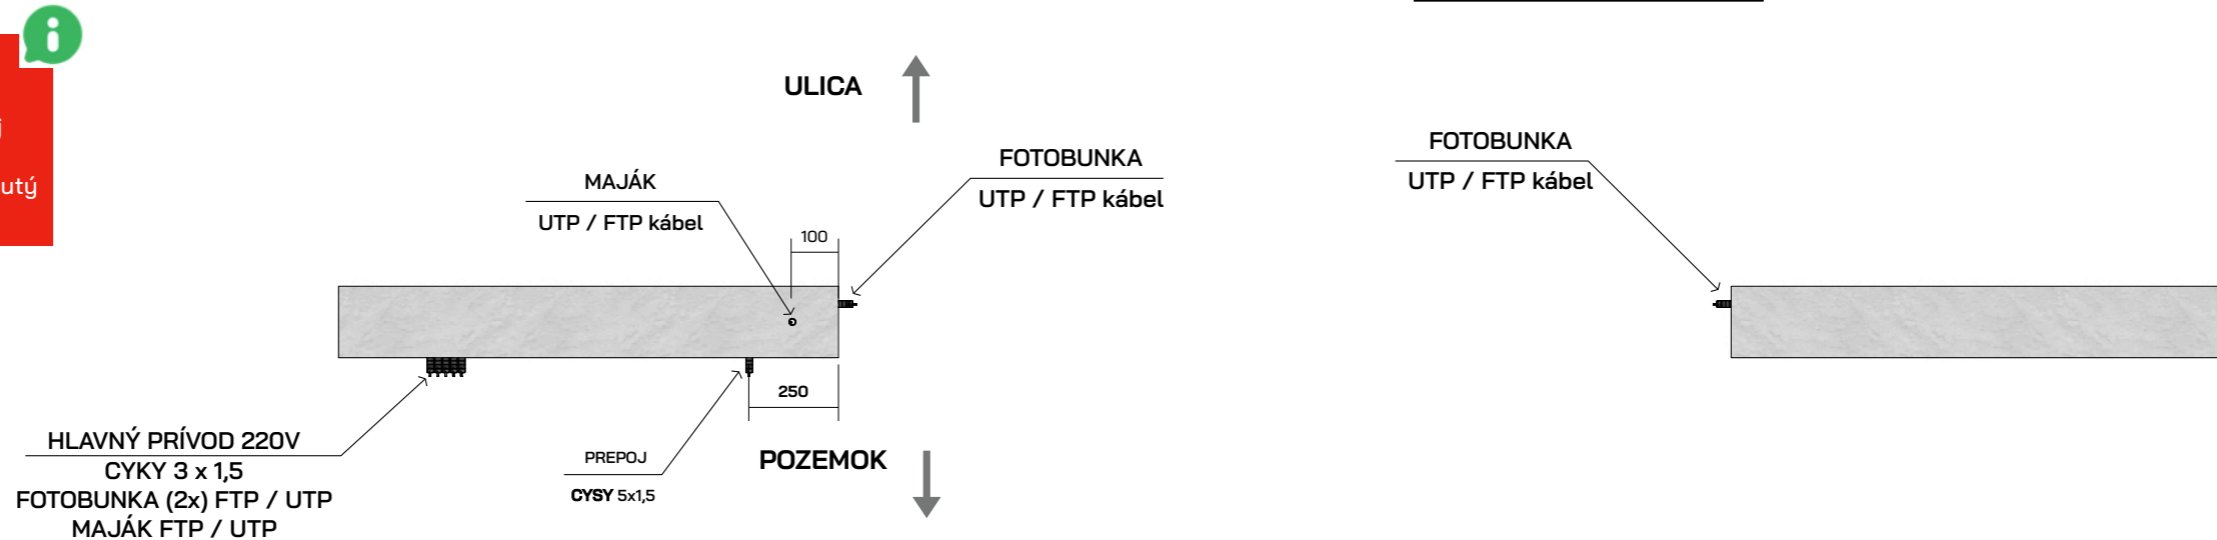 utý
ULICA
MAJÁK
UTP / FTP kábel
100
FOTOBUNKA
UTP / FTP kábel
FOTOBUNKA
UTP / FTP kábel
250
HLAVNÝ PRÍVOD 220V
CYKY 3 x 1,5
FOTOBUNKA (2x) FTP / UTP
MAJÁK FTP / UTP
PREPOJ
CYSY 5x1,5
POZEMOK